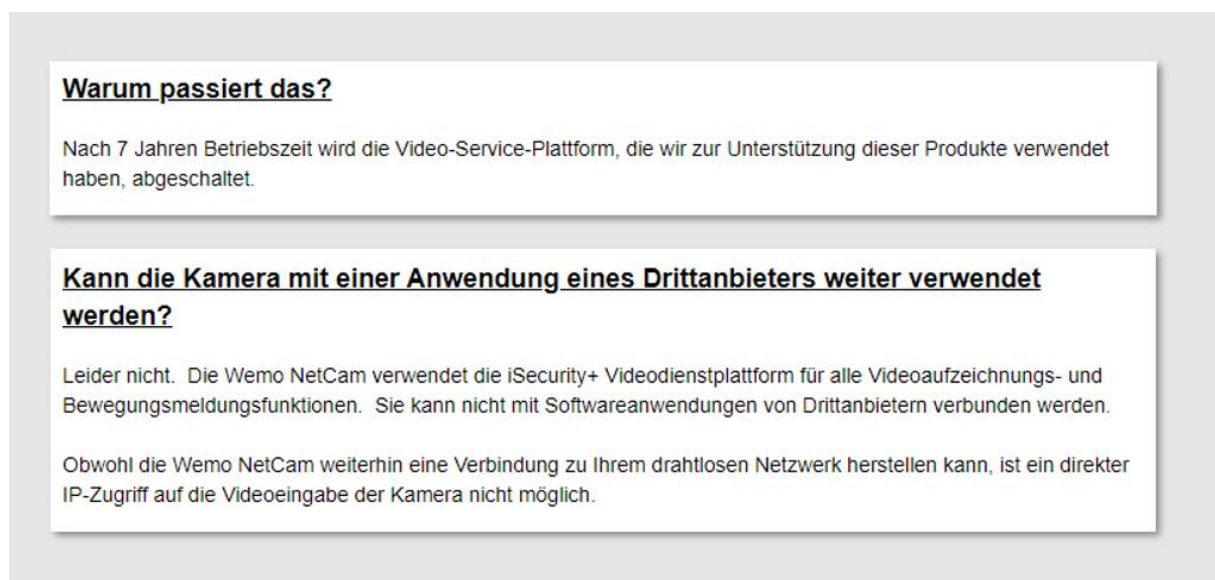 Warum passiert das?
Nach 7 Jahren Betriebszeit wird die Video-Service-Plattform, die wir zur Unterstützung dieser Produkte verwendet
haben, abgeschaltet.
Kann die Kamera mit einer Anwendung eines Drittanbieters weiter verwendet
werden?
Leider nicht.  Die Wemo NetCam verwendet die iSecurity+ Videodienstplattform für alle Videoaufzeichnungs- und
Bewegungsmeldungsfunktionen.  Sie kann nicht mit Softwareanwendungen von Drittanbietern verbunden werden.
Obwohl die Wemo NetCam weiterhin eine Verbindung zu Ihrem drahtlosen Netzwerk herstellen kann, ist ein direkter
IP-Zugriff auf die Videoeingabe der Kamera nicht möglich.